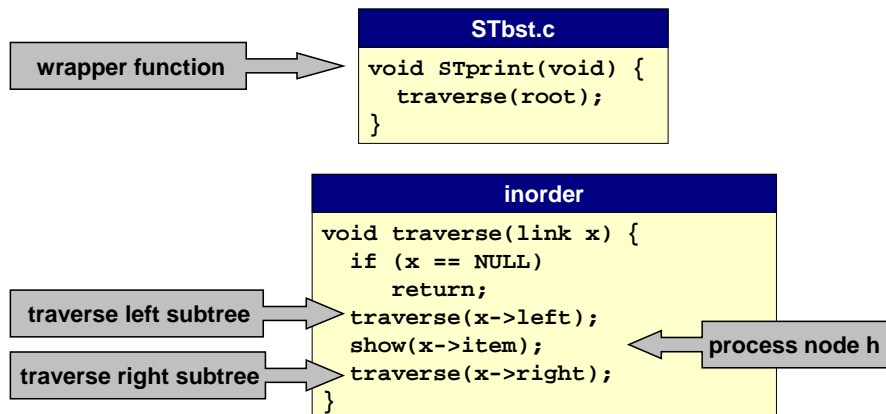 STbst.c
wrapper function
void STprint(void) {
traverse(root);
}
inorder
void traverse(link x) {
if (x == NULL)
return;
traverse left subtree
traverse(x->left);
show(x->item);
process node h
traverse right subtree
traverse(x->right);
}